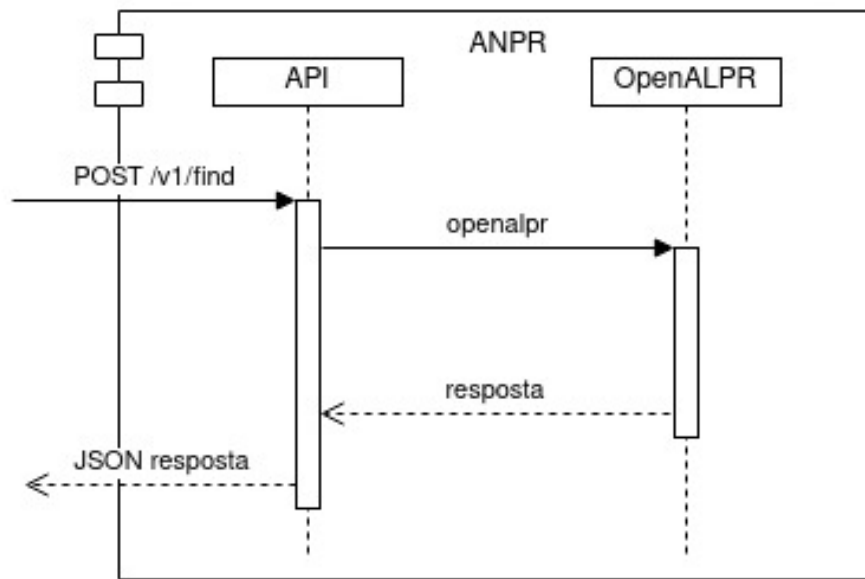 ANPR
API
OpenALPR
POST /v1/find
openalpr
resposta
JSON resposta